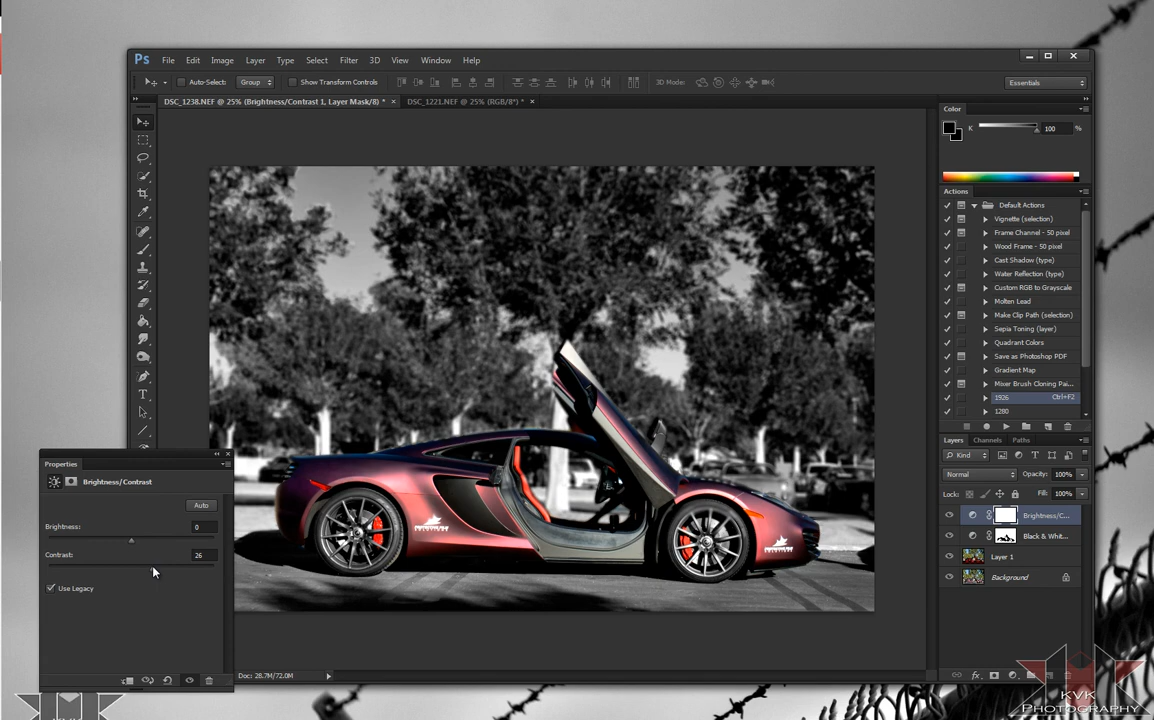 Ps File Edit Image Layer Type Select Filter 3D View Window Help
Auto-Select: Group Show Transform Controls 3D Mode: Essentials
DSC_1238.NEF @ 25% (Brightness/Contrast 1, Layer Mask/8) * × DSC_1221.NEF @ 25% (RGB/8*) * ×
Color
K 100 %
Actions
Default Actions
Vignette (selection)
Frame Channel - 50 pixel
Wood Frame - 50 pixel
Cast Shadow (type)
Water Reflection (type)
Custom RGB to Grayscale
Molten Lead
Make Clip Path (selection)
Sepia Toning (layer)
Quadrant Colors
Save as Photoshop PDF
Gradient Map
Mixer Brush Cloning Pai...
1926 Ctrl+F2
1280
Layers Channels Paths
Kind
Normal Opacity: 100%
Lock: Fill: 100%
Brightness/C...
Black & Whit...
Layer 1
Background
fx
Properties
Brightness/Contrast
Auto
Brightness: 0
Contrast: 26
Use Legacy
Doc: 28.7M/72.0M
KVK
Photography